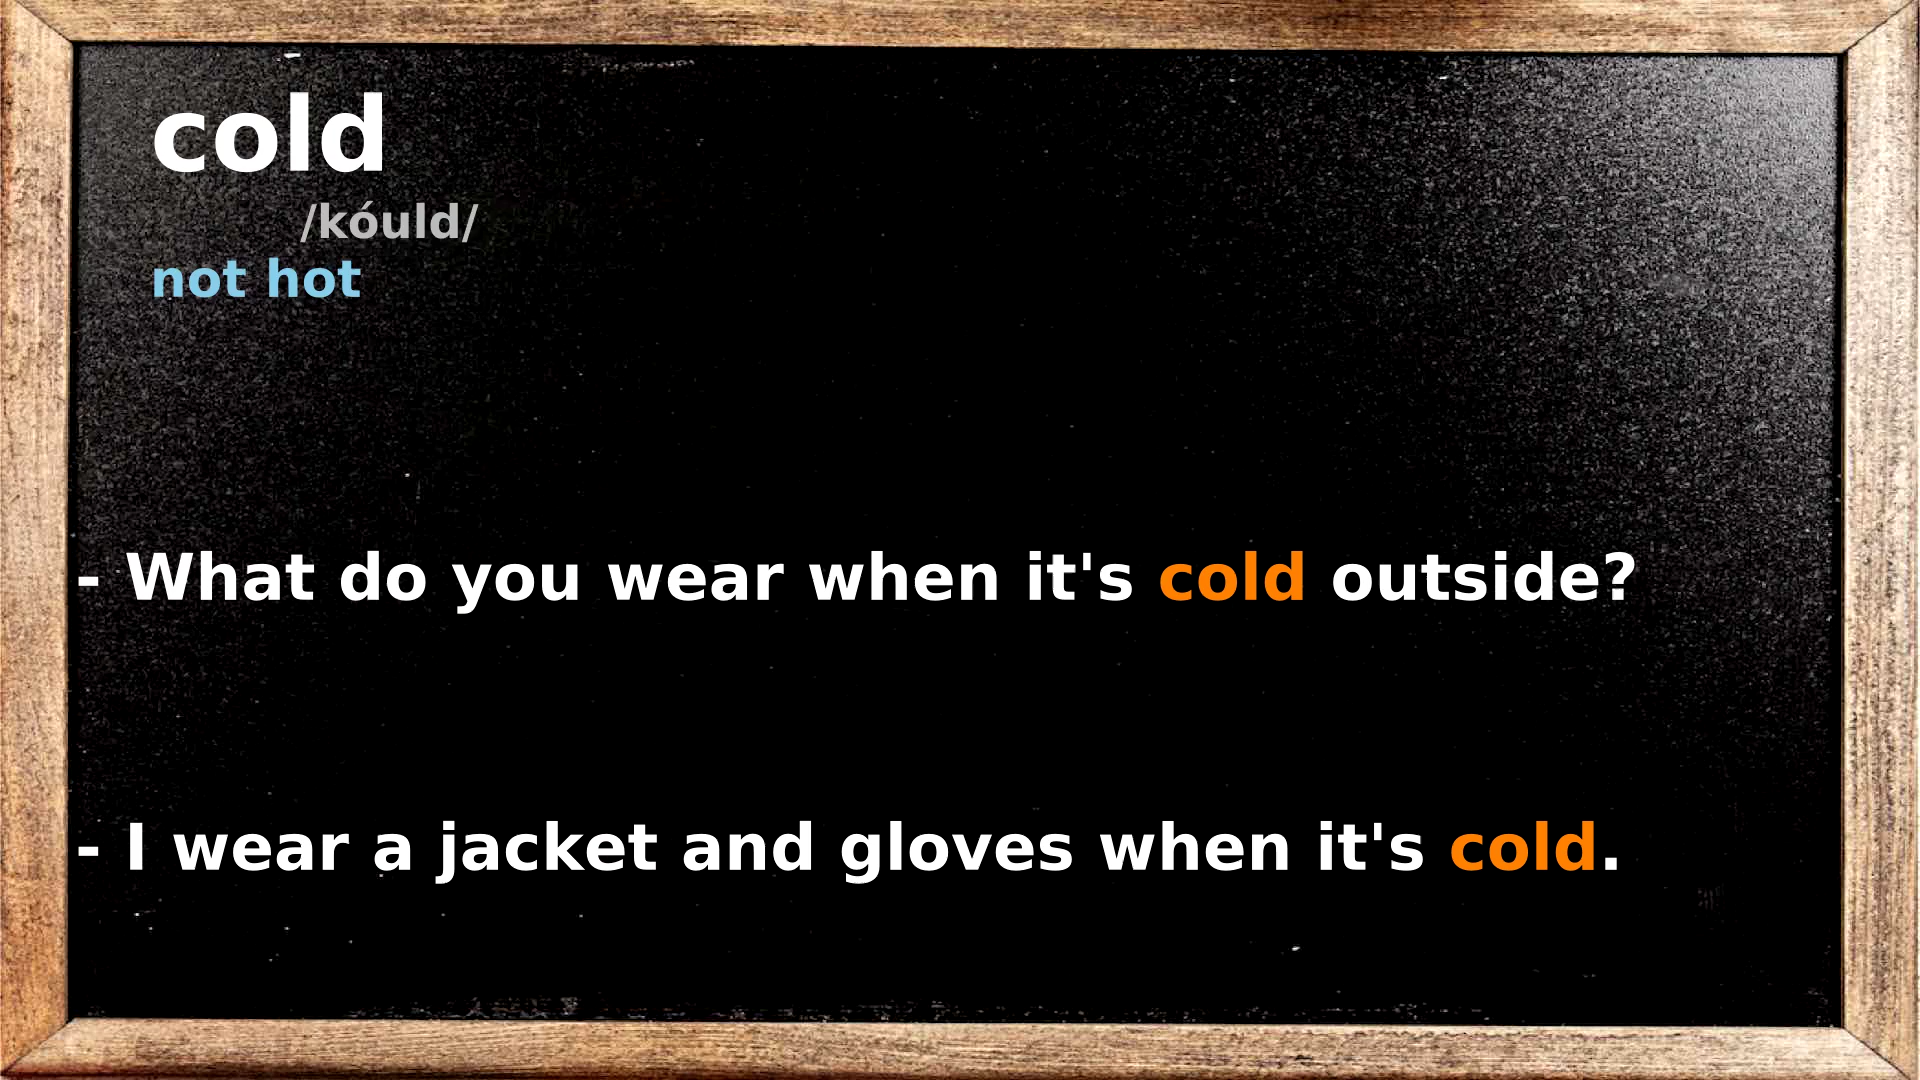 cold
/kóuld/
not hot
- What do you wear when it's cold outside?
- I wear a jacket and gloves when it's cold.